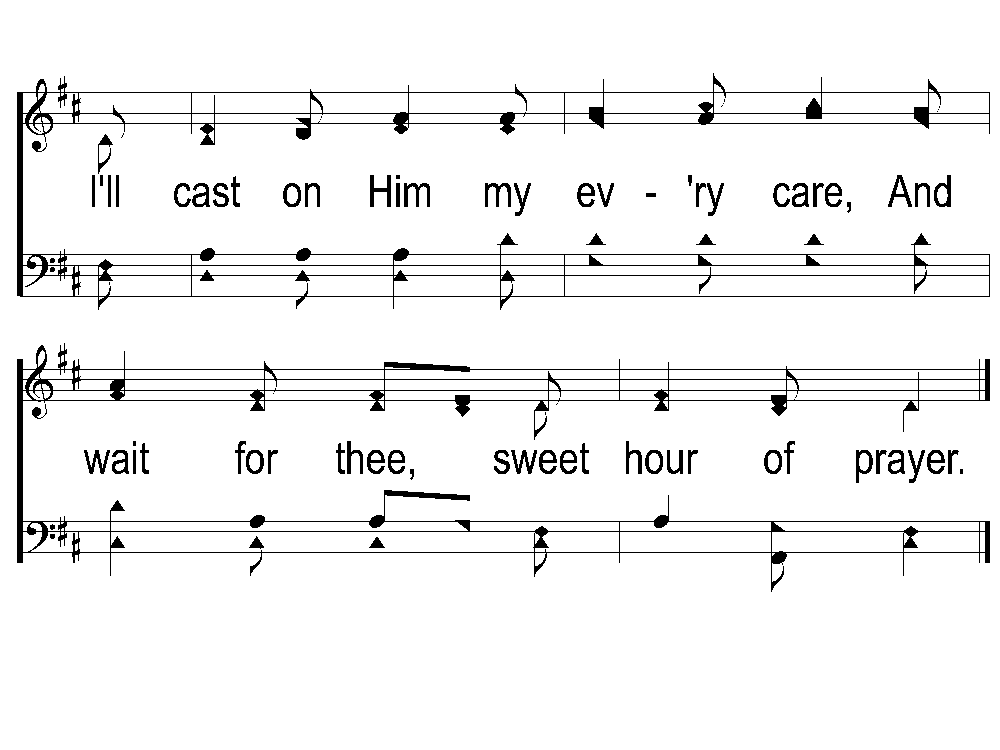 I'll cast on Him my ev - 'ry care, And
wait for thee, sweet hour of prayer.